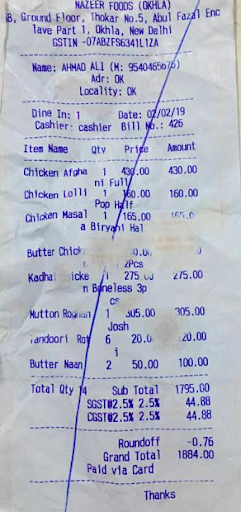 NAZEER FOODS (OKHLA)
Ground Floor, Thokar No.5, Abul Fazal Enc
lave Part 1, Okhla, New Delhi
GSTIN -07ABZFS6341L1ZA
Name: AHMAD ALI (M:
Adr: OK
Locality: OK
Dine In: 1 Date: 02/02/19
Cashier: cashier Bill No.: 426
Item Name Qty Price Amount
Chicken Afgha 1 430.00 430.00
ni Full
Chicken Lolli 1 160.00 160.00
Pop Half
Chicken Masal 1 165.00
a Biryani Hal
Butter Chick
2Pcs
Kadhai 275.00 275.00
n Boneless 3p
cs
Mutton Rognan 1 305.00 305.00
Josh
Tandoori Rot 6 20.0
i
Butter Naan 2 50.00 100.00
Total Qty 14 Sub Total 1795.00
SGST@2.5% 2.5% 44.88
CGST@2.5% 2.5% 44.88
Roundoff -0.76
Grand Total 1884.00
Paid via Card
Thanks